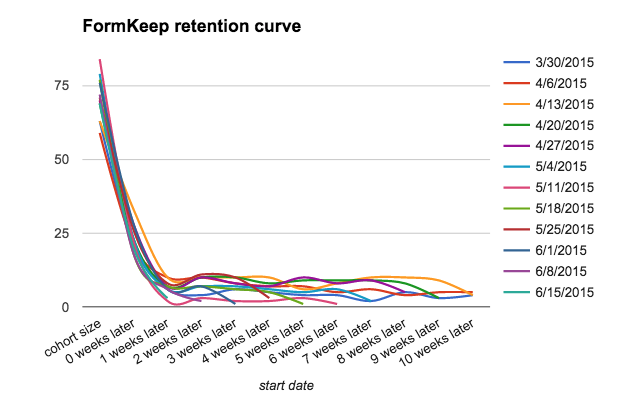 FormKeep retention curve
75
50
25
0
cohort size
0 weeks later
1 weeks later
2 weeks later
3 weeks later
4 weeks later
5 weeks later
6 weeks later
7 weeks later
8 weeks later
9 weeks later
10 weeks later
start date
3/30/2015
4/6/2015
4/13/2015
4/20/2015
4/27/2015
5/4/2015
5/11/2015
5/18/2015
5/25/2015
6/1/2015
6/8/2015
6/15/2015